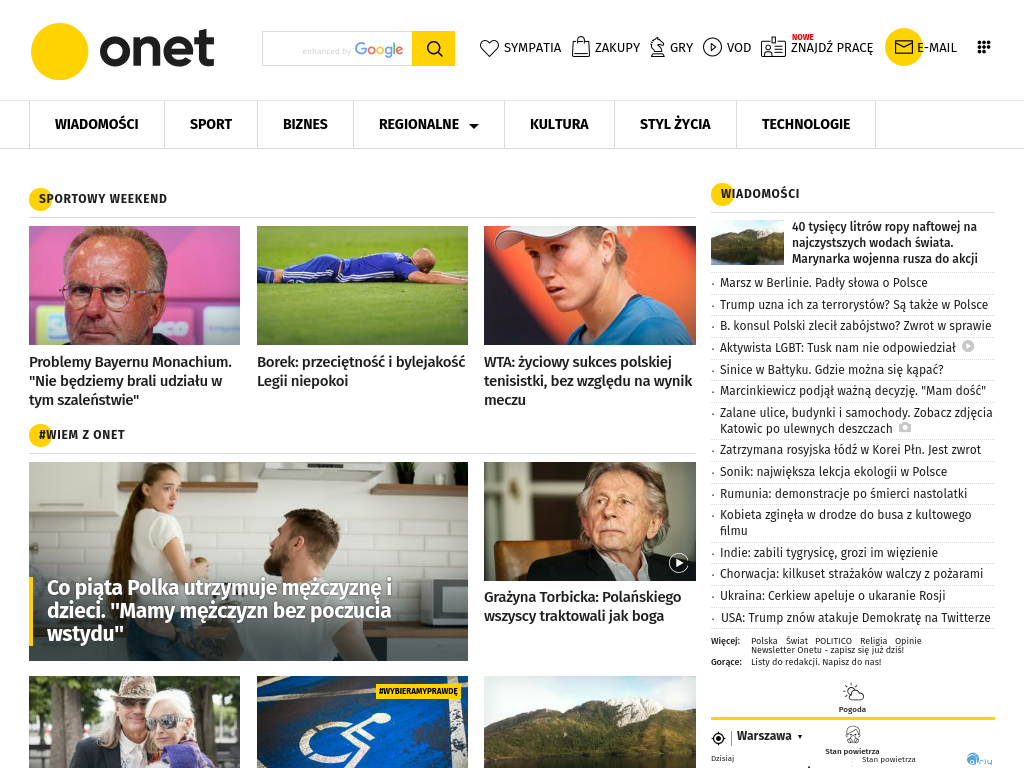 onet
enhanced by Google
SYMPATIA
ZAKUPY
GRY
VOD
NOWE
ZNAJDŹ PRACĘ
E-MAIL
WIADOMOŚCI
SPORT
BIZNES
REGIONALNE
KULTURA
STYL ŻYCIA
TECHNOLOGIE
SPORTOWY WEEKEND
Problemy Bayernu Monachium.
"Nie będziemy brali udziału w
tym szaleństwie"
Borek: przeciętność i bylejakość
Legii niepokoi
WTA: życiowy sukces polskiej
tenisistki, bez względu na wynik
meczu
#WIEM Z ONET
Co piąta Polka utrzymuje mężczyznę i
dzieci. "Mamy mężczyzn bez poczucia
wstydu"
Grażyna Torbicka: Polańskiego
wszyscy traktowali jak boga
#WYBIERAMYPRAWDĘ
WIADOMOŚCI
40 tysięcy litrów ropy naftowej na
najczystszych wodach świata.
Marynarka wojenna rusza do akcji
· Marsz w Berlinie. Padły słowa o Polsce
· Trump uzna ich za terrorystów? Są także w Polsce
· B. konsul Polski zlecił zabójstwo? Zwrot w sprawie
· Aktywista LGBT: Tusk nam nie odpowiedział
· Sinice w Bałtyku. Gdzie można się kąpać?
· Marcinkiewicz podjął ważną decyzję. "Mam dość"
· Zalane ulice, budynki i samochody. Zobacz zdjęcia
Katowic po ulewnych deszczach
· Zatrzymana rosyjska łódź w Korei Płn. Jest zwrot
· Sonik: największa lekcja ekologii w Polsce
· Rumunia: demonstracje po śmierci nastolatki
· Kobieta zginęła w drodze do busa z kultowego
filmu
· Indie: zabili tygrysicę, grozi im więzienie
· Chorwacja: kilkuset strażaków walczy z pożarami
· Ukraina: Cerkiew apeluje o ukaranie Rosji
· USA: Trump znów atakuje Demokratę na Twitterze
Więcej: Polska Świat POLITICO Religia Opinie
Newsletter Onetu - zapisz się już dziś!
Gorące: Listy do redakcji. Napisz do nas!
Pogoda
Warszawa
Stan powietrza
Dzisiaj
Stan powietrza